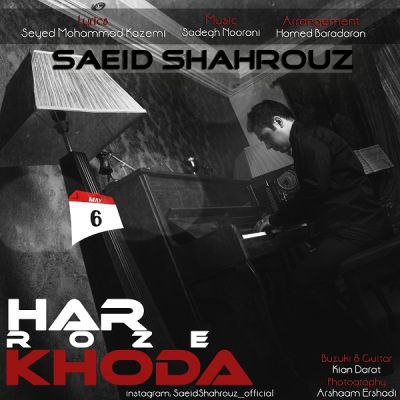 Lyrics
Seyed Mohammad Kazemi
Music
Sadegh Noorani
Arrangement
Hamed Baradaran
SAEID SHAHROUZ
MAY
6
HAR
ROZE
KHODA
instagram: SaeidShahrouz_official
Buzuki & Guitar
Kian Darat
Photography
Arshaam Ershadi